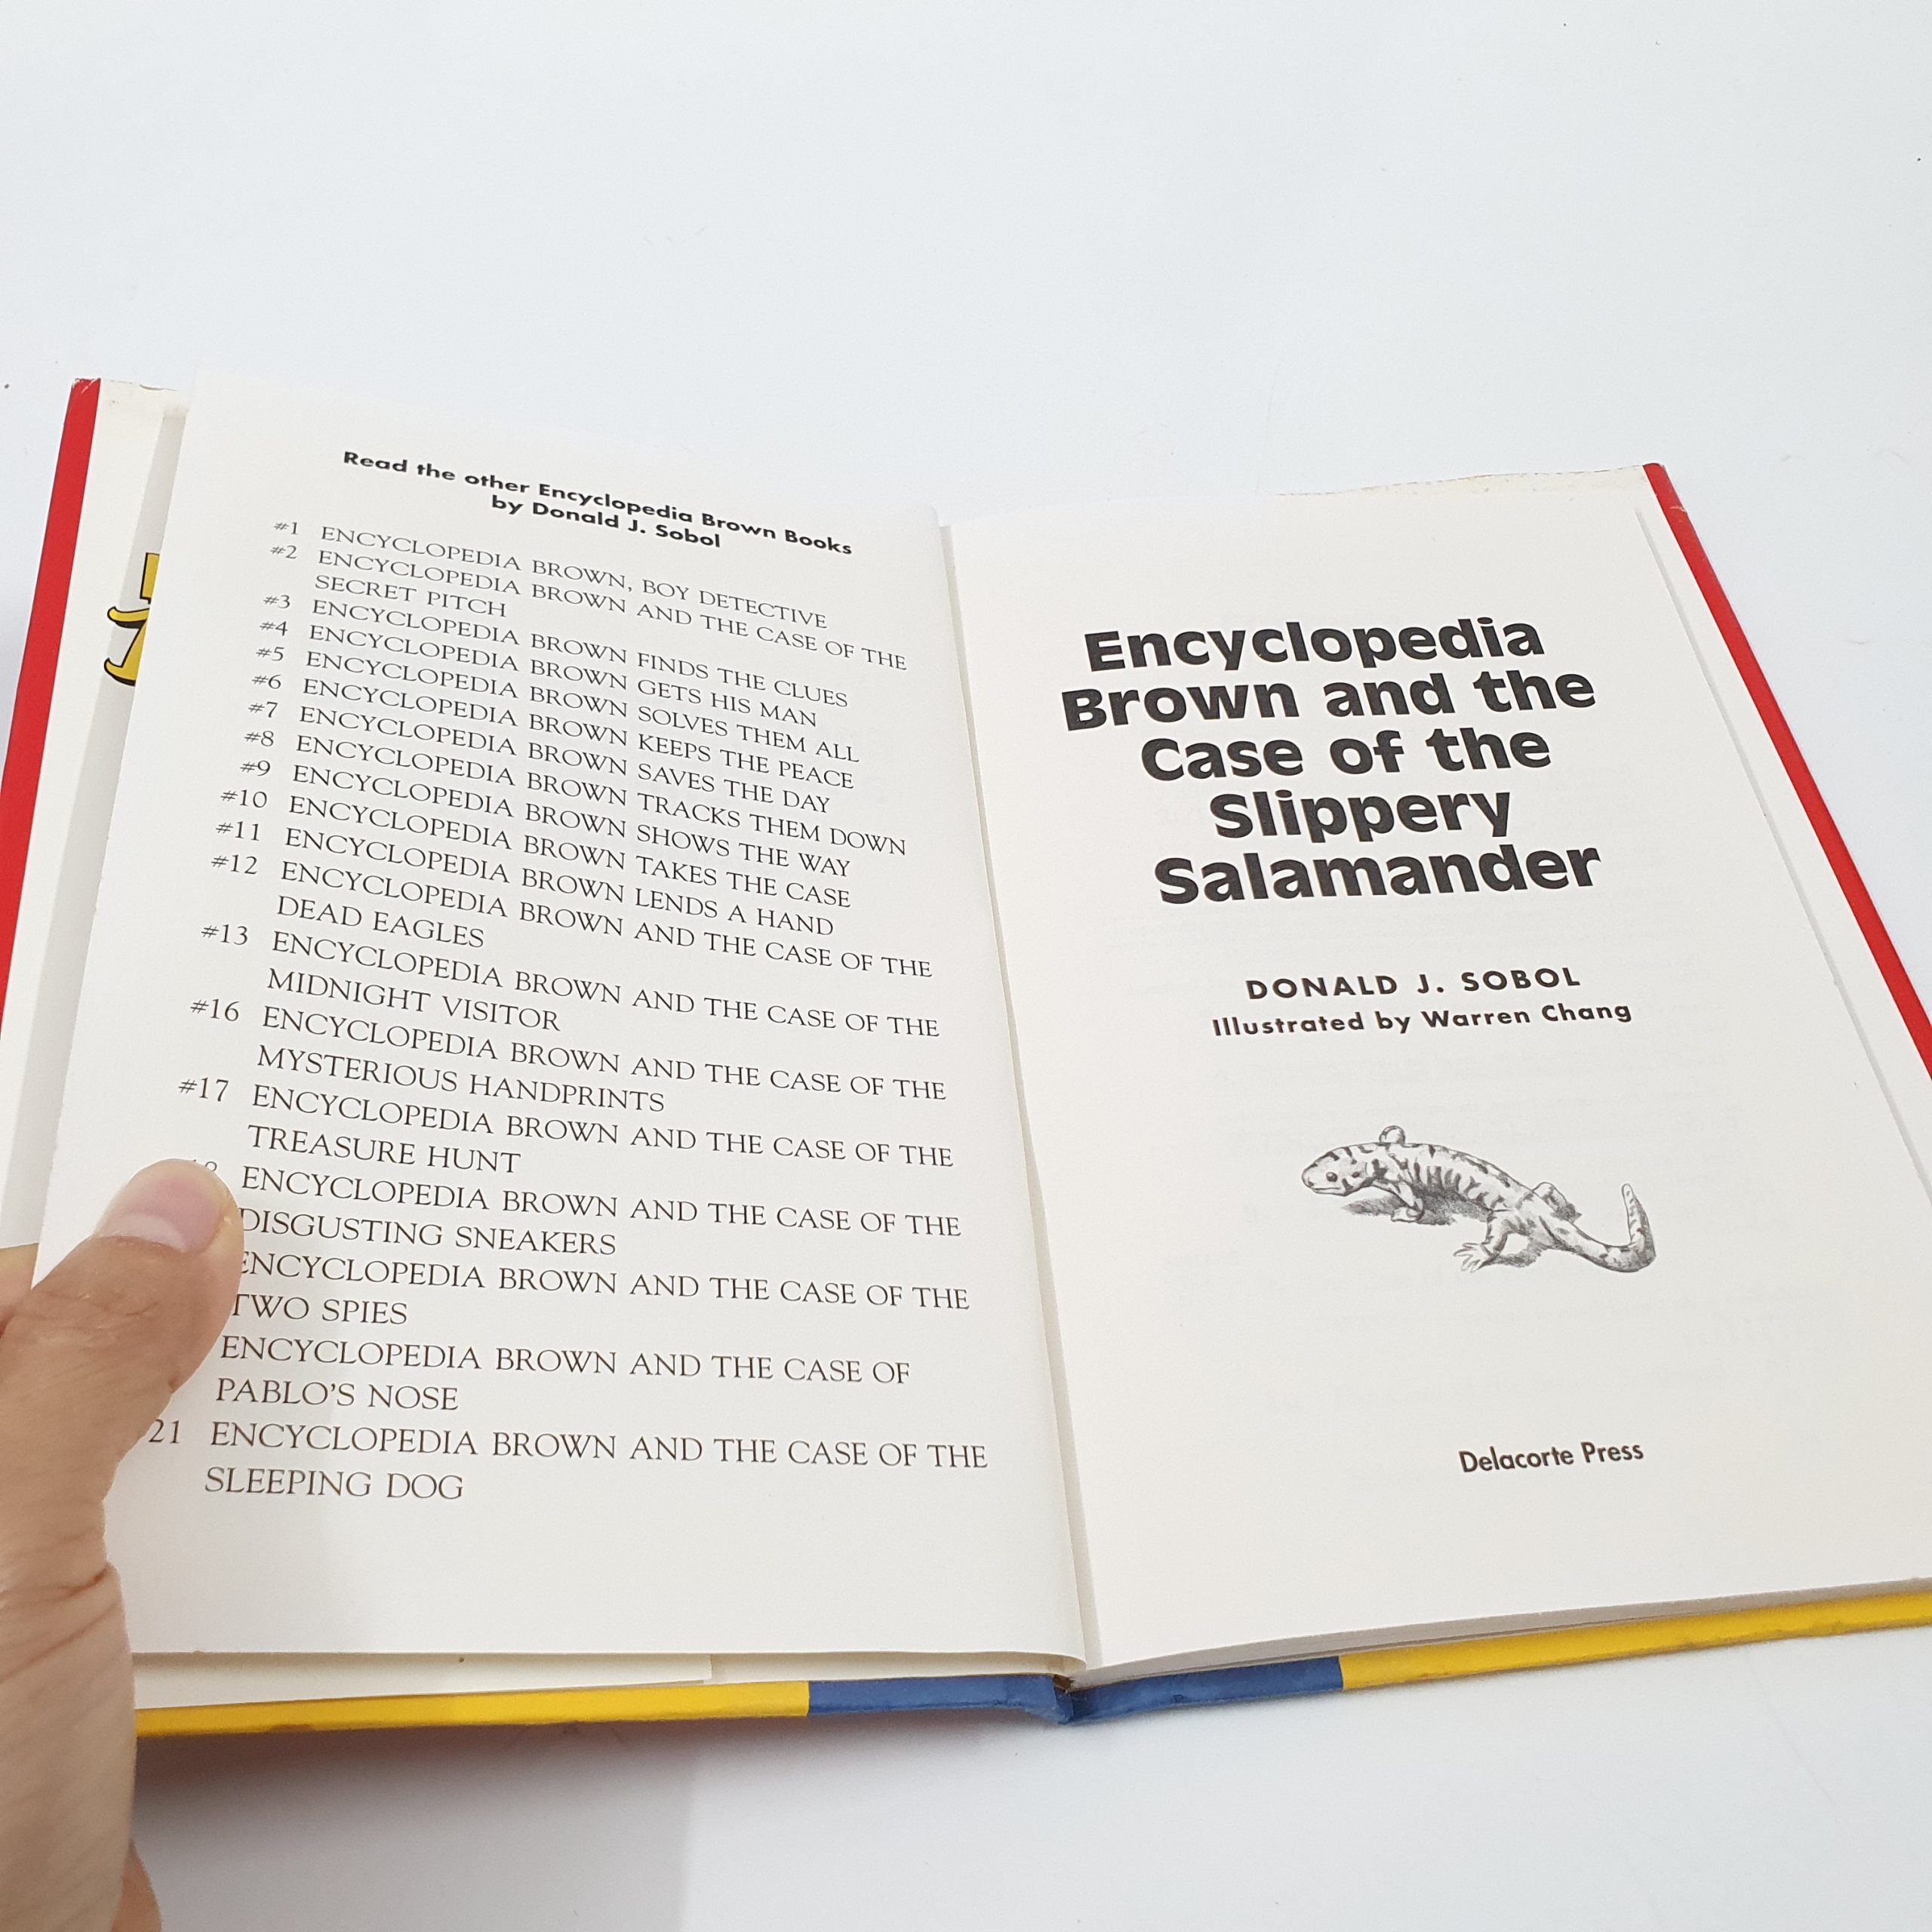 Read the other Encyclopedia Brown Books
by Donald J. Sobol
#1 ENCYCLOPEDIA BROWN, BOY DETECTIVE
#2 ENCYCLOPEDIA BROWN AND THE CASE OF THE
SECRET PITCH
#3 ENCYCLOPEDIA BROWN FINDS THE CLUES
#4 ENCYCLOPEDIA BROWN GETS HIS MAN
#5 ENCYCLOPEDIA BROWN SOLVES THEM ALL
#6 ENCYCLOPEDIA BROWN KEEPS THE PEACE
#7 ENCYCLOPEDIA BROWN SAVES THE DAY
#8 ENCYCLOPEDIA BROWN TRACKS THEM DOWN
#9 ENCYCLOPEDIA BROWN SHOWS THE WAY
#10 ENCYCLOPEDIA BROWN TAKES THE CASE
#11 ENCYCLOPEDIA BROWN LENDS A HAND
#12 ENCYCLOPEDIA BROWN AND THE CASE OF THE
DEAD EAGLES
#13 ENCYCLOPEDIA BROWN AND THE CASE OF THE
MIDNIGHT VISITOR
#16 ENCYCLOPEDIA BROWN AND THE CASE OF THE
MYSTERIOUS HANDPRINTS
#17 ENCYCLOPEDIA BROWN AND THE CASE OF THE
TREASURE HUNT
ENCYCLOPEDIA BROWN AND THE CASE OF THE
DISGUSTING SNEAKERS
ENCYCLOPEDIA BROWN AND THE CASE OF THE
TWO SPIES
ENCYCLOPEDIA BROWN AND THE CASE OF
PABLO'S NOSE
21 ENCYCLOPEDIA BROWN AND THE CASE OF THE
SLEEPING DOG
Encyclopedia
Brown and the
Case of the
Slippery
Salamander
DONALD J. SOBOL
Illustrated by Warren Chang
Delacorte Press